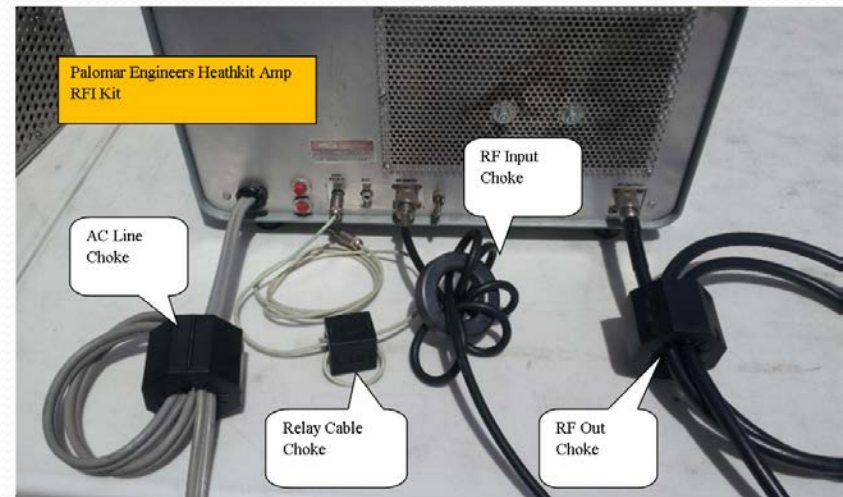 Palomar Engineers Heathkit Amp
RFI Kit
RF Input
Choke
AC Line
Choke
Relay Cable
Choke
RF Out
Choke